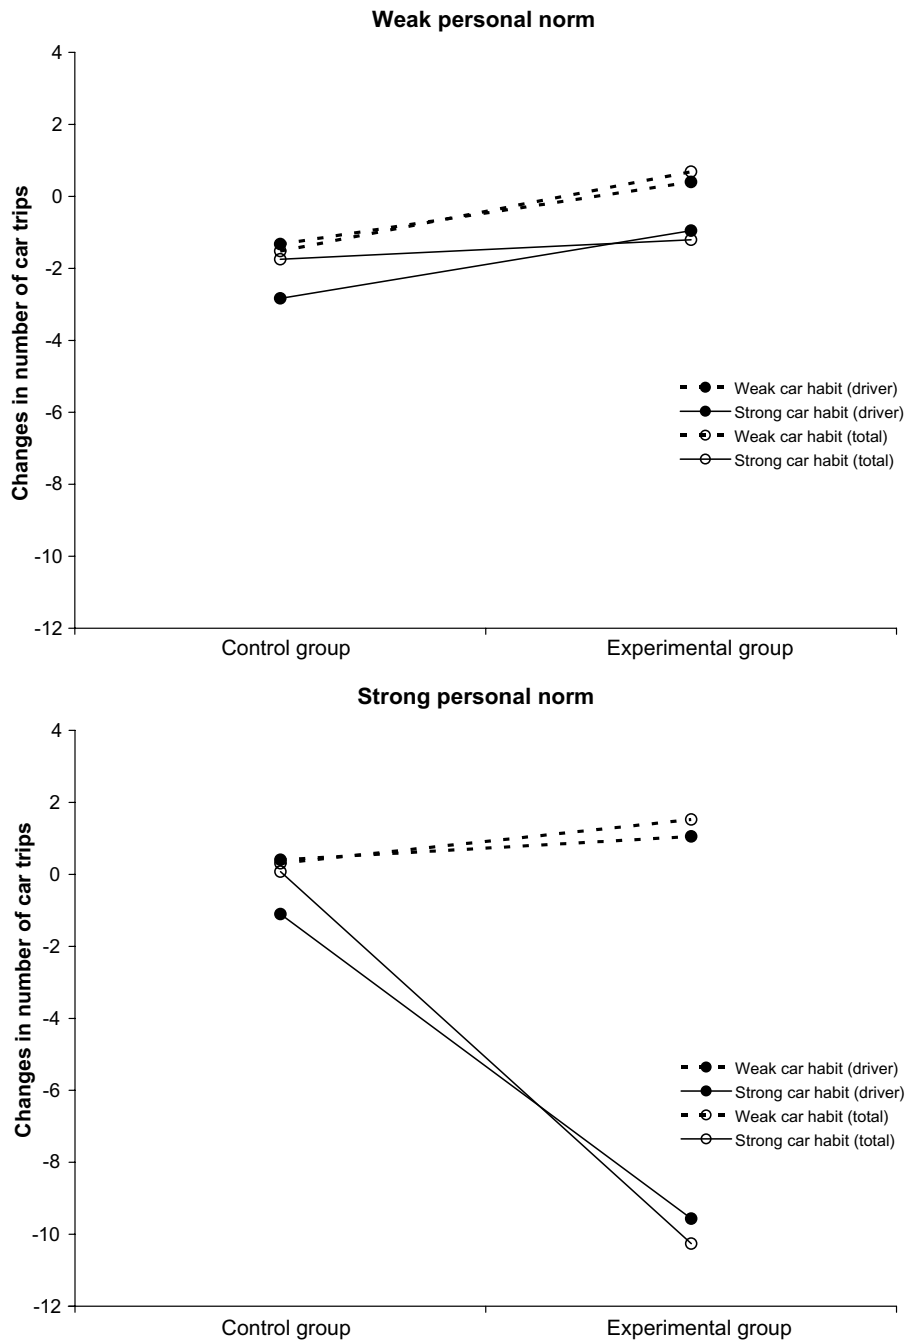 Weak personal norm
4
2
0
-2
-4
-6
-8
-10
-12
Changes in number of car trips
Weak car habit (driver)
Strong car habit (driver)
Weak car habit (total)
Strong car habit (total)
Control group
Experimental group
Strong personal norm
4
2
0
-2
-4
-6
-8
-10
-12
Changes in number of car trips
Weak car habit (driver)
Strong car habit (driver)
Weak car habit (total)
Strong car habit (total)
Control group
Experimental group